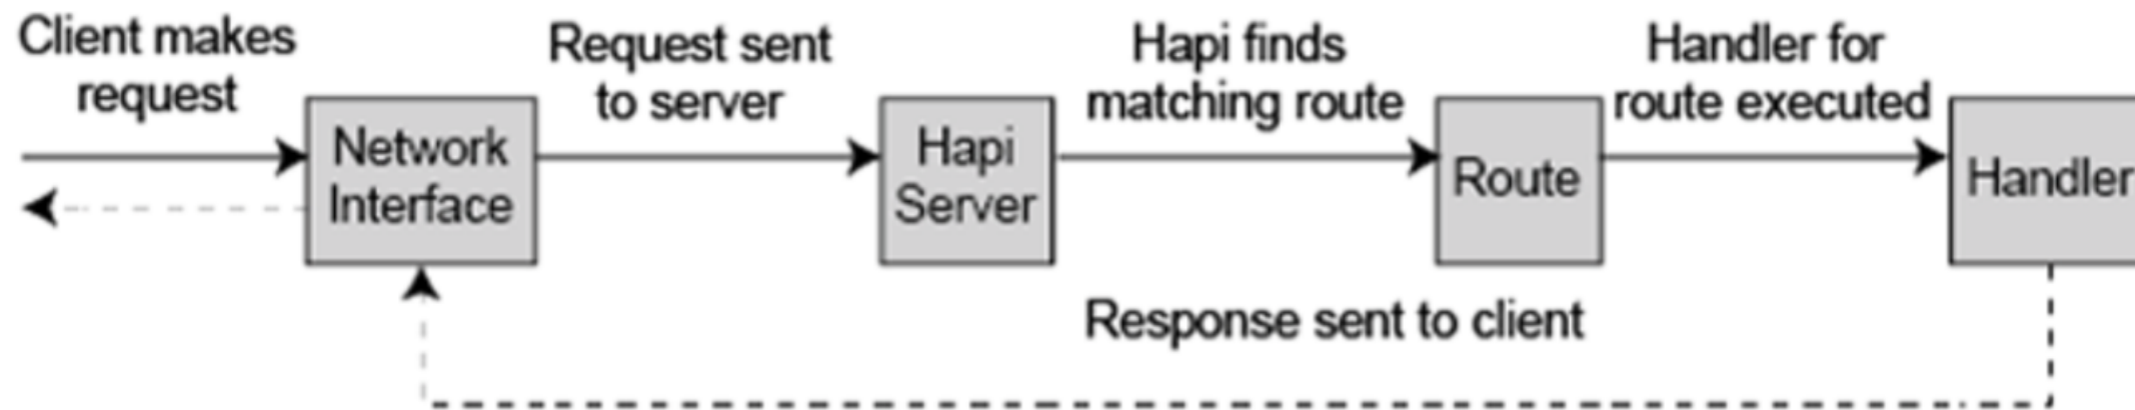 Client makes
request
Network
Interface
Request sent
to server
Hapi
Server
Hapi finds
matching route
Route
Handler for
route executed
Handler
Response sent to client